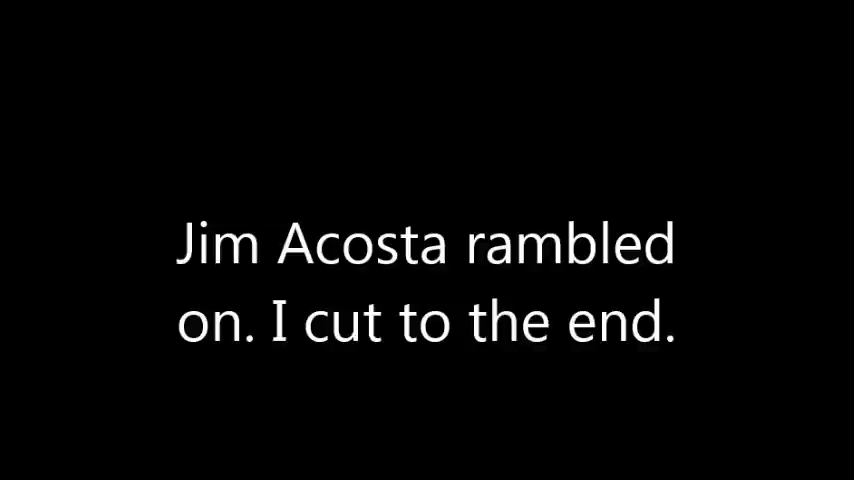 Jim Acosta rambled
on. I cut to the end.